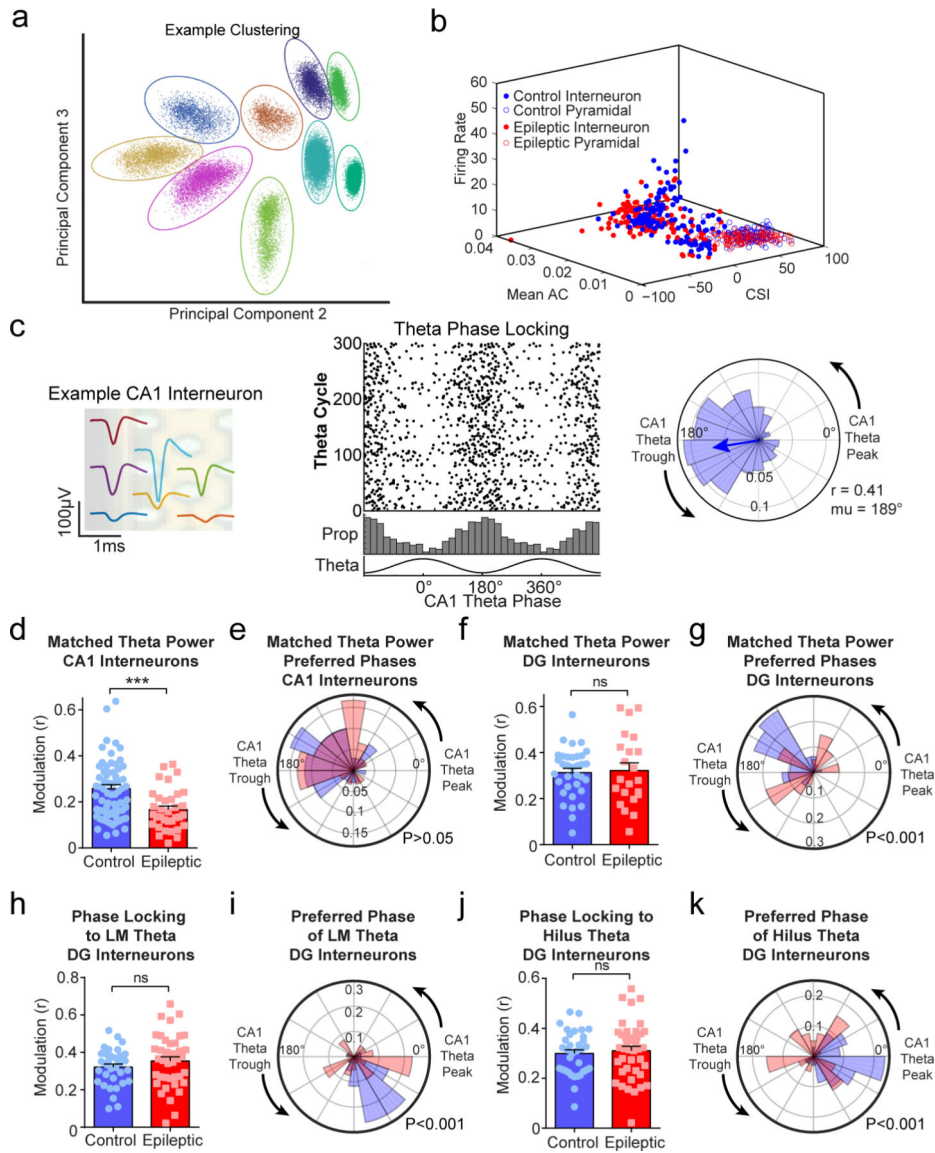 a
Example Clustering
Principal Component 3
Principal Component 2
b
Control Interneuron
Control Pyramidal
Epileptic Interneuron
Epileptic Pyramidal
Firing Rate
60
50
40
30
20
10
0
0.04
0.03
0.02
0.01
0
Mean AC
-100
-50
0
50
100
CSI
c
Example CA1 Interneuron
100µV
1ms
Theta Phase Locking
Theta Cycle
300
200
100
0
Prop
Theta
0° 180° 360°
CA1 Theta Phase
CA1
Theta
Trough
180°
0°
0.05
0.1
CA1
Theta
Peak
r = 0.41
mu = 189°
d
Matched Theta Power
CA1 Interneurons
***
Modulation (r)
0.6
0.4
0.2
0
Control Epileptic
e
Matched Theta Power
Preferred Phases
CA1 Interneurons
CA1
Theta
Trough
180°
0°
0.05
0.1
0.15
CA1
Theta
Peak
P>0.05
f
Matched Theta Power
DG Interneurons
ns
Modulation (r)
0.6
0.4
0.2
0
Control Epileptic
g
Matched Theta Power
Preferred Phases
DG Interneurons
CA1
Theta
Trough
180°
0°
0.1
0.2
0.3
CA1
Theta
Peak
P<0.001
h
Phase Locking
to LM Theta
DG Interneurons
ns
Modulation (r)
0.8
0.6
0.4
0.2
0
Control Epileptic
i
Preferred Phase
of LM Theta
DG Interneurons
CA1
Theta
Trough
180°
0°
0.3
0.2
0.1
CA1
Theta
Peak
P<0.001
j
Phase Locking to
Hilus Theta
DG Interneurons
ns
Modulation (r)
0.6
0.4
0.2
0
Control Epileptic
k
Preferred Phase
of Hilus Theta
DG Interneurons
CA1
Theta
Trough
180°
0°
0.2
0.1
CA1
Theta
Peak
P<0.001